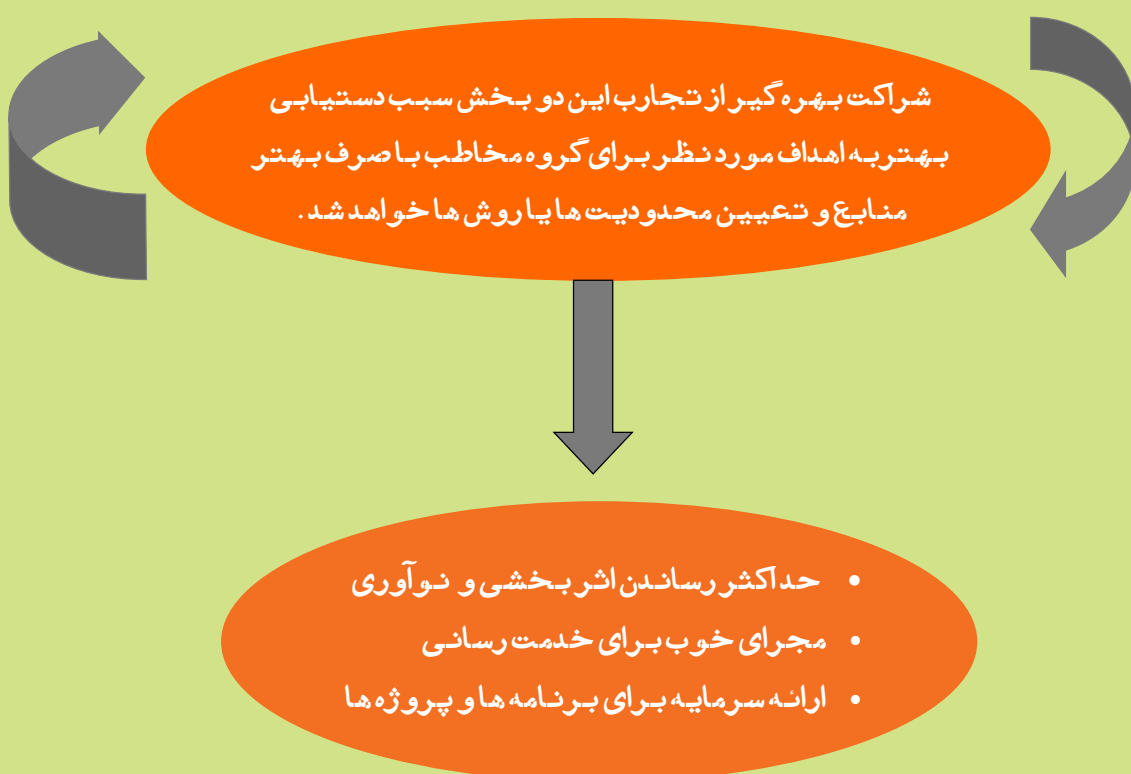 شراکت بهره گیر از تجارب این دو بخش سبب دستیابی
بهتر به اهداف مورد نظر برای گروه مخاطب با صرف بهتر
منابع و تعیین محدودیت ها یا روش ها خواهد شد.
• حداکثر رساندن اثر بخشی و نوآوری
• مجرای خوب برای خدمت رسانی
• ارائه سرمایه برای برنامه ها و پروژه ها